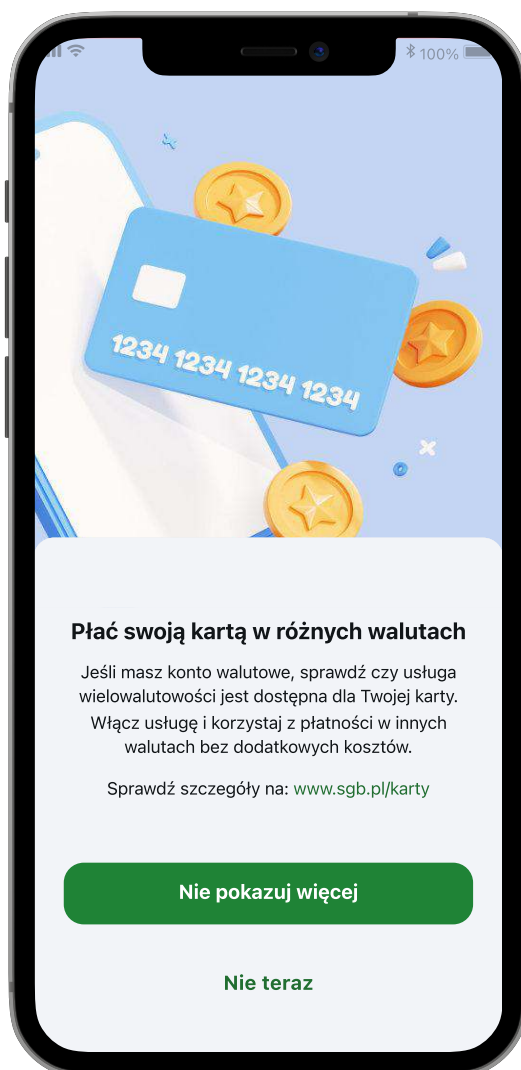 100%
1234 1234 1234 1234
Płać swoją kartą w różnych walutach
Jeśli masz konto walutowe, sprawdź czy usługa
wielowalutowości jest dostępna dla Twojej karty.
Włącz usługę i korzystaj z płatności w innych
walutach bez dodatkowych kosztów.
Sprawdź szczegóły na: www.sgb.pl/karty
Nie pokazuj więcej
Nie teraz